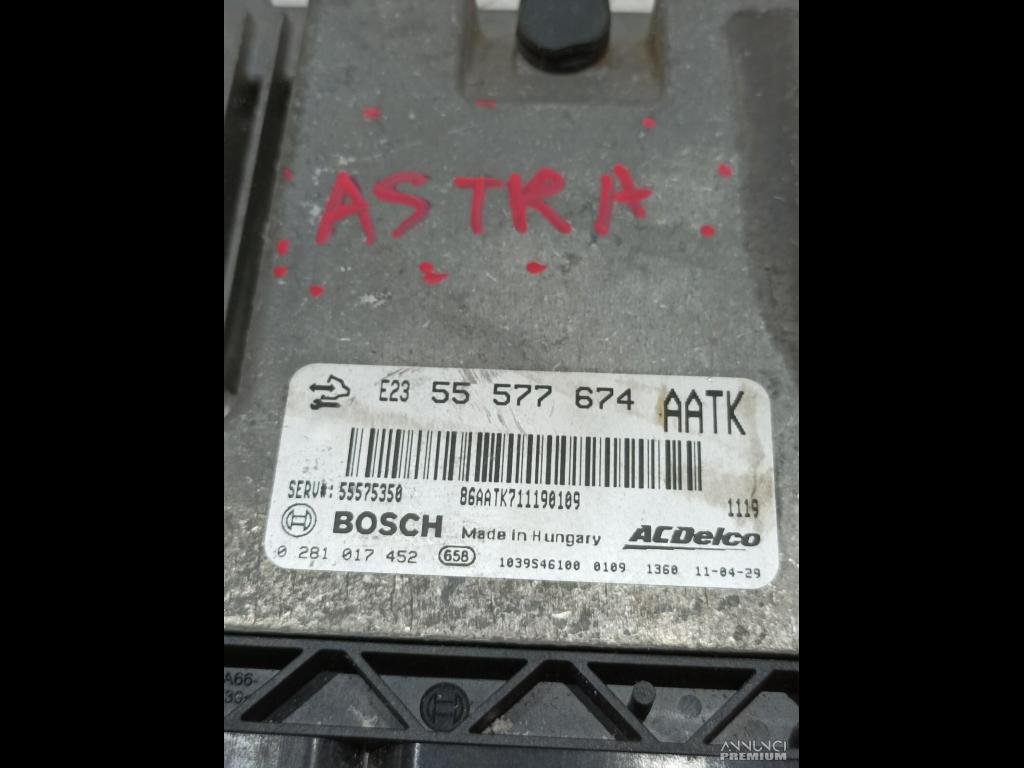 ASTRA
E23 55 577 674 AATK
SERV#: 55575350 86AATK711190109 1119
BOSCH Made in Hungary ACDelco
0 281 017 452 658 1039S46100 0109 1360 11-04-29
A66-
ANNUNCI
PREMIUM